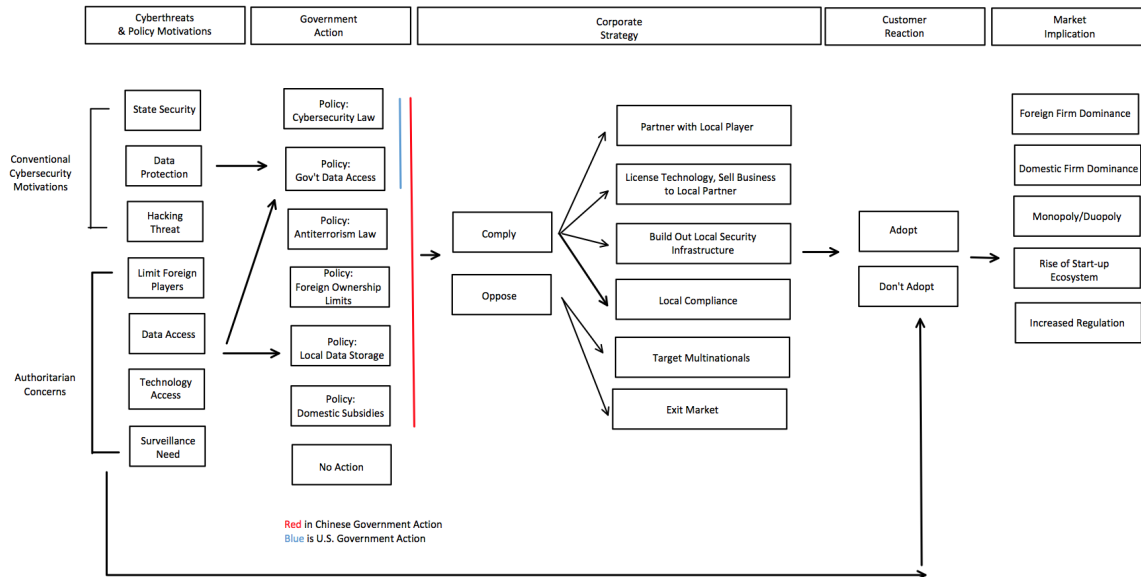 Cyberthreats
& Policy Motivations
Government
Action
Corporate
Strategy
Customer
Reaction
Market
Implication
Conventional
Cybersecurity
Motivations
State Security
Data
Protection
Hacking
Threat
Authoritarian
Concerns
Limit Foreign
Players
Data Access
Technology
Access
Surveillance
Need
Policy:
Cybersecurity Law
Policy:
Gov't Data Access
Policy:
Antiterrorism Law
Policy:
Foreign Ownership
Limits
Policy:
Local Data Storage
Policy:
Domestic Subsidies
No Action
Red in Chinese Government Action
Blue is U.S. Government Action
Comply
Oppose
Partner with Local Player
License Technology, Sell Business
to Local Partner
Build Out Local Security
Infrastructure
Local Compliance
Target Multinationals
Exit Market
Adopt
Don't Adopt
Foreign Firm Dominance
Domestic Firm Dominance
Monopoly/Duopoly
Rise of Start-up
Ecosystem
Increased Regulation